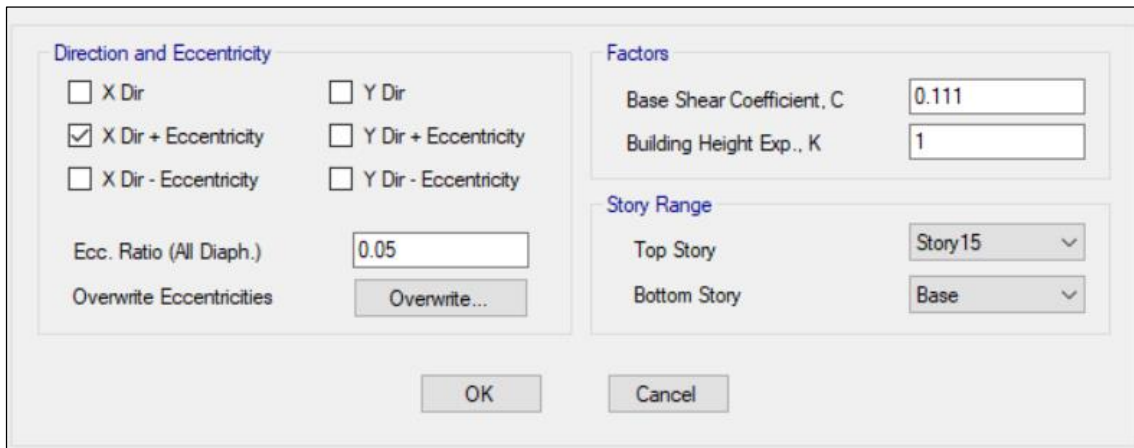 Direction and Eccentricity
X Dir
Y Dir
X Dir + Eccentricity
Y Dir + Eccentricity
X Dir - Eccentricity
Y Dir - Eccentricity
Ecc. Ratio (All Diaph.)
0.05
Overwrite Eccentricities
Overwrite...
Factors
Base Shear Coefficient, C
0.111
Building Height Exp., K
1
Story Range
Top Story
Story15
Bottom Story
Base
OK
Cancel